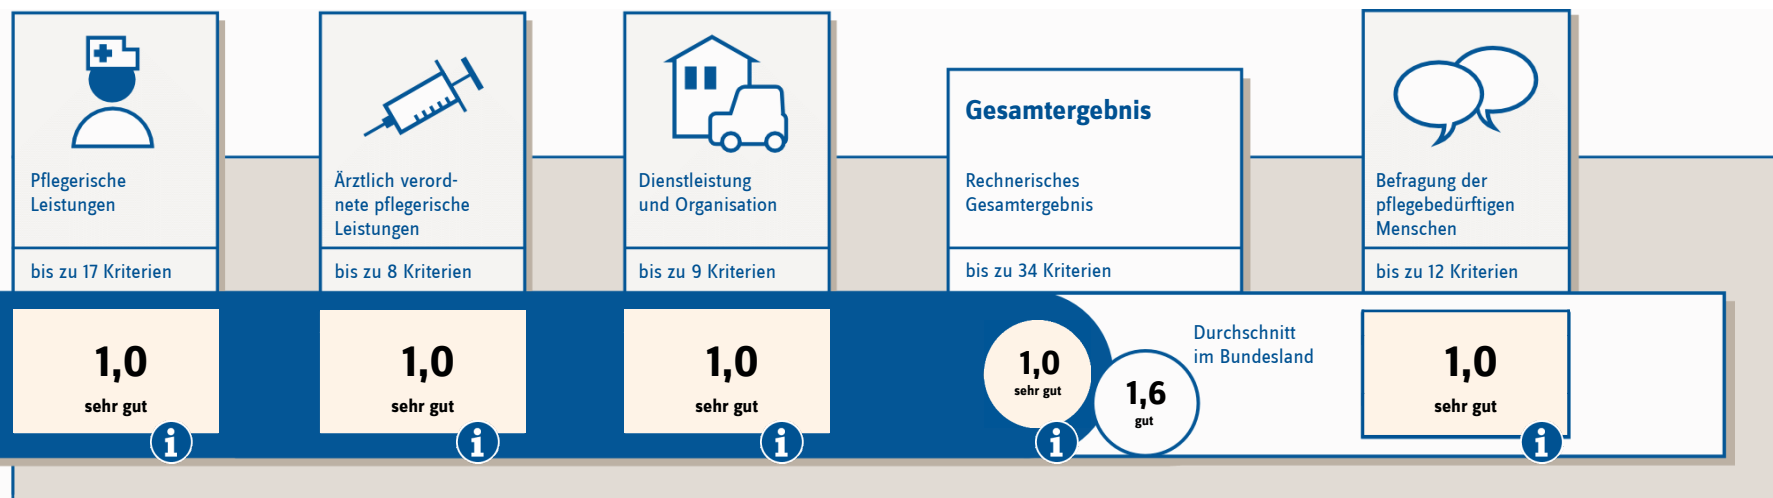 Pflegerische
Leistungen
bis zu 17 Kriterien
1,0
sehr gut
i
Ärztlich verord-
nete pflegerische
Leistungen
bis zu 8 Kriterien
1,0
sehr gut
i
Dienstleistung
und Organisation
bis zu 9 Kriterien
1,0
sehr gut
i
Gesamtergebnis
Rechnerisches
Gesamtergebnis
bis zu 34 Kriterien
1,0
sehr gut
i
1,6
gut
Durchschnitt
im Bundesland
Befragung der
pflegebedürftigen
Menschen
bis zu 12 Kriterien
1,0
sehr gut
i